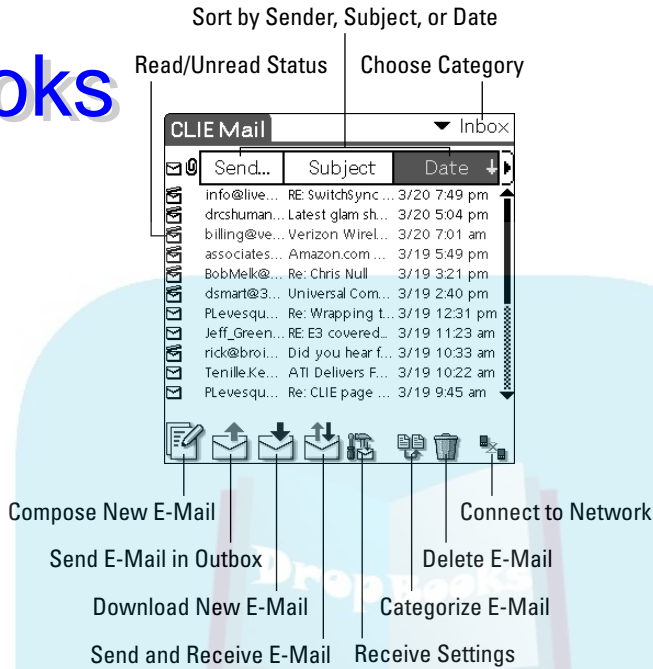 Sort by Sender, Subject, or Date
oks
Read/Unread Status Choose Category
CLIE Mail Inbox
Send... Subject Date
info@live... RE: SwitchSync ... 3/20 7:49 pm
drcshuman... Latest glam sh... 3/20 5:04 pm
billing@ve... Verizon Wirel... 3/20 7:01 am
associates... Amazon.com ... 3/19 5:49 pm
BobMelk@... Re: Chris Null 3/19 3:21 pm
dsmart@3... Universal Com... 3/19 2:40 pm
PLevesqu... Re: Wrapping t... 3/19 12:31 pm
Jeff_Green... RE: E3 covered... 3/19 11:23 am
rick@broi... Did you hear f... 3/19 10:33 am
Tenille.Ke... ATI Delivers F... 3/19 10:22 am
PLevesqu... Re: CLIE page ... 3/19 9:45 am
Compose New E-Mail Connect to Network
Send E-Mail in Outbox Delete E-Mail
DropBooks
Download New E-Mail Categorize E-Mail
Send and Receive E-Mail Receive Settings